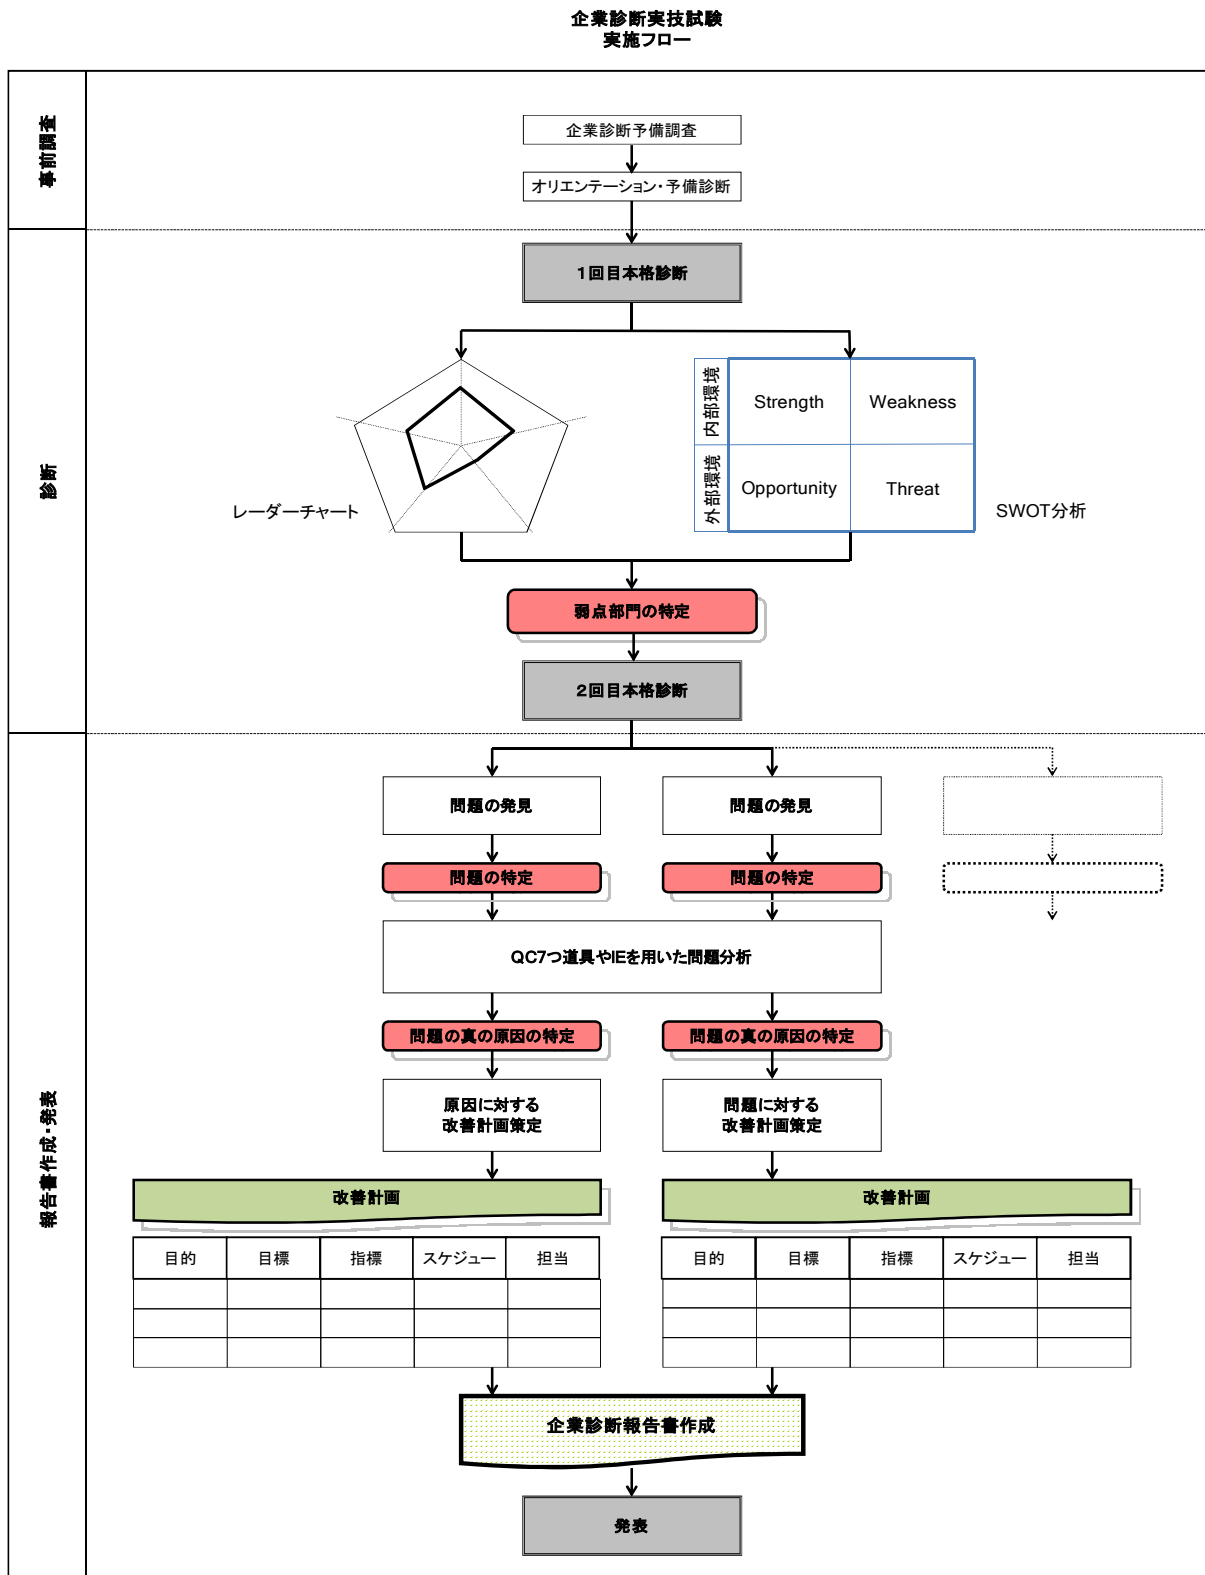 企業診断実技試験
実施フロー
事前調査
企業診断予備調査
オリエンテーション・予備診断
診断
1回目本格診断
レーダーチャート
内部環境
Strength
Weakness
外部環境
Opportunity
Threat
SWOT分析
弱点部門の特定
2回目本格診断
報告書作成・発表
問題の発見
問題の発見
問題の特定
問題の特定
QC7つ道具やIEを用いた問題分析
問題の真の原因の特定
問題の真の原因の特定
原因に対する
改善計画策定
問題に対する
改善計画策定
改善計画
改善計画
目的 目標 指標 スケジュー 担当
目的 目標 指標 スケジュー 担当
企業診断報告書作成
発表